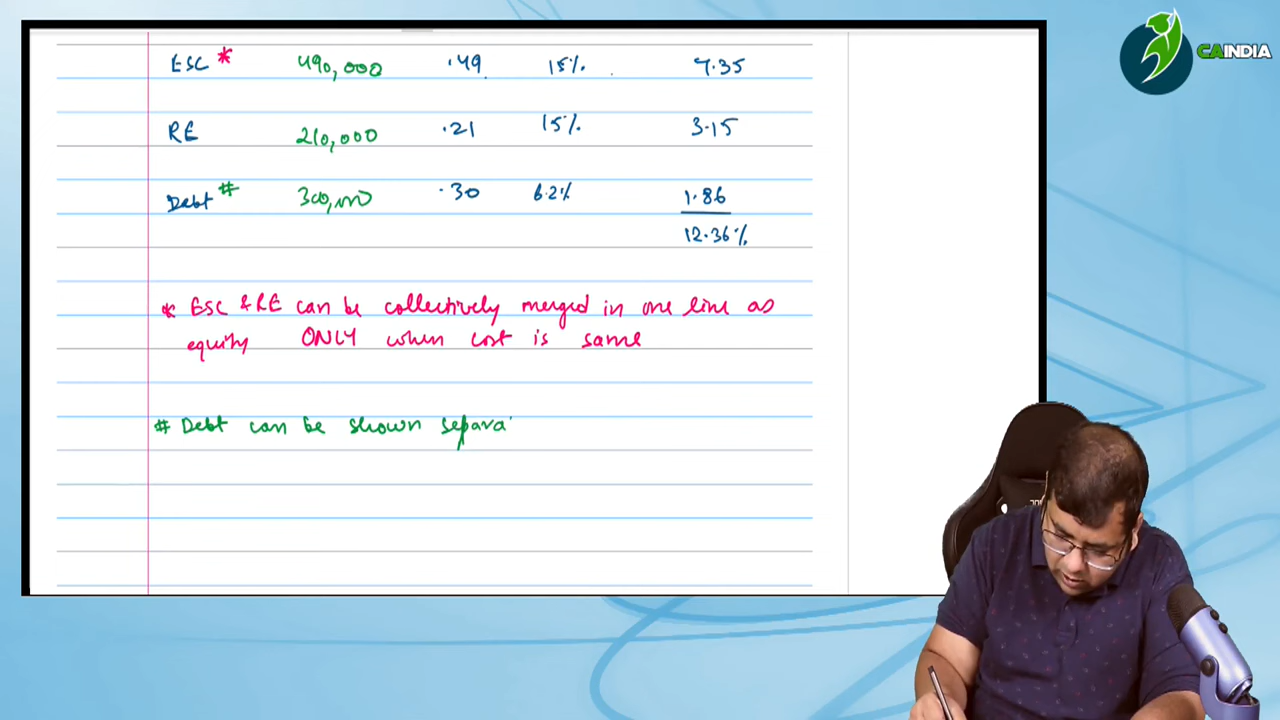 CAINDIA
ESC * 490,000 .49 15% 7.35
RE 210,000 .21 15% 3.15
Debt # 300,000 .30 6.2% 1.86
12.36%
* ESC & RE can be collectively merged in one line as
equity ONLY when cost is same
# Debt can be shown separa